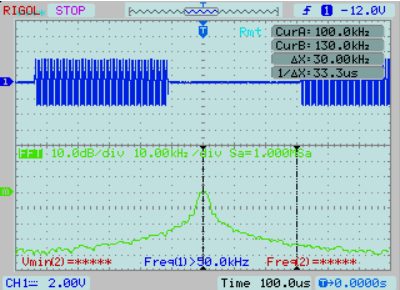 RIGOL STOP f 1 -12.0V
Rmt CurA: 100.0kHz
CurB: 130.0kHz
ΔX: 30.00kHz
1/ΔX: 33.3us
1
FFT 10.0dB/div 10.00kHz/div Sa=1.000MSa
Vmin(2)=***** Freq(1)>50.0kHz Freq(2)=*****
CH1 2.00V Time 100.0us T→0.0000s